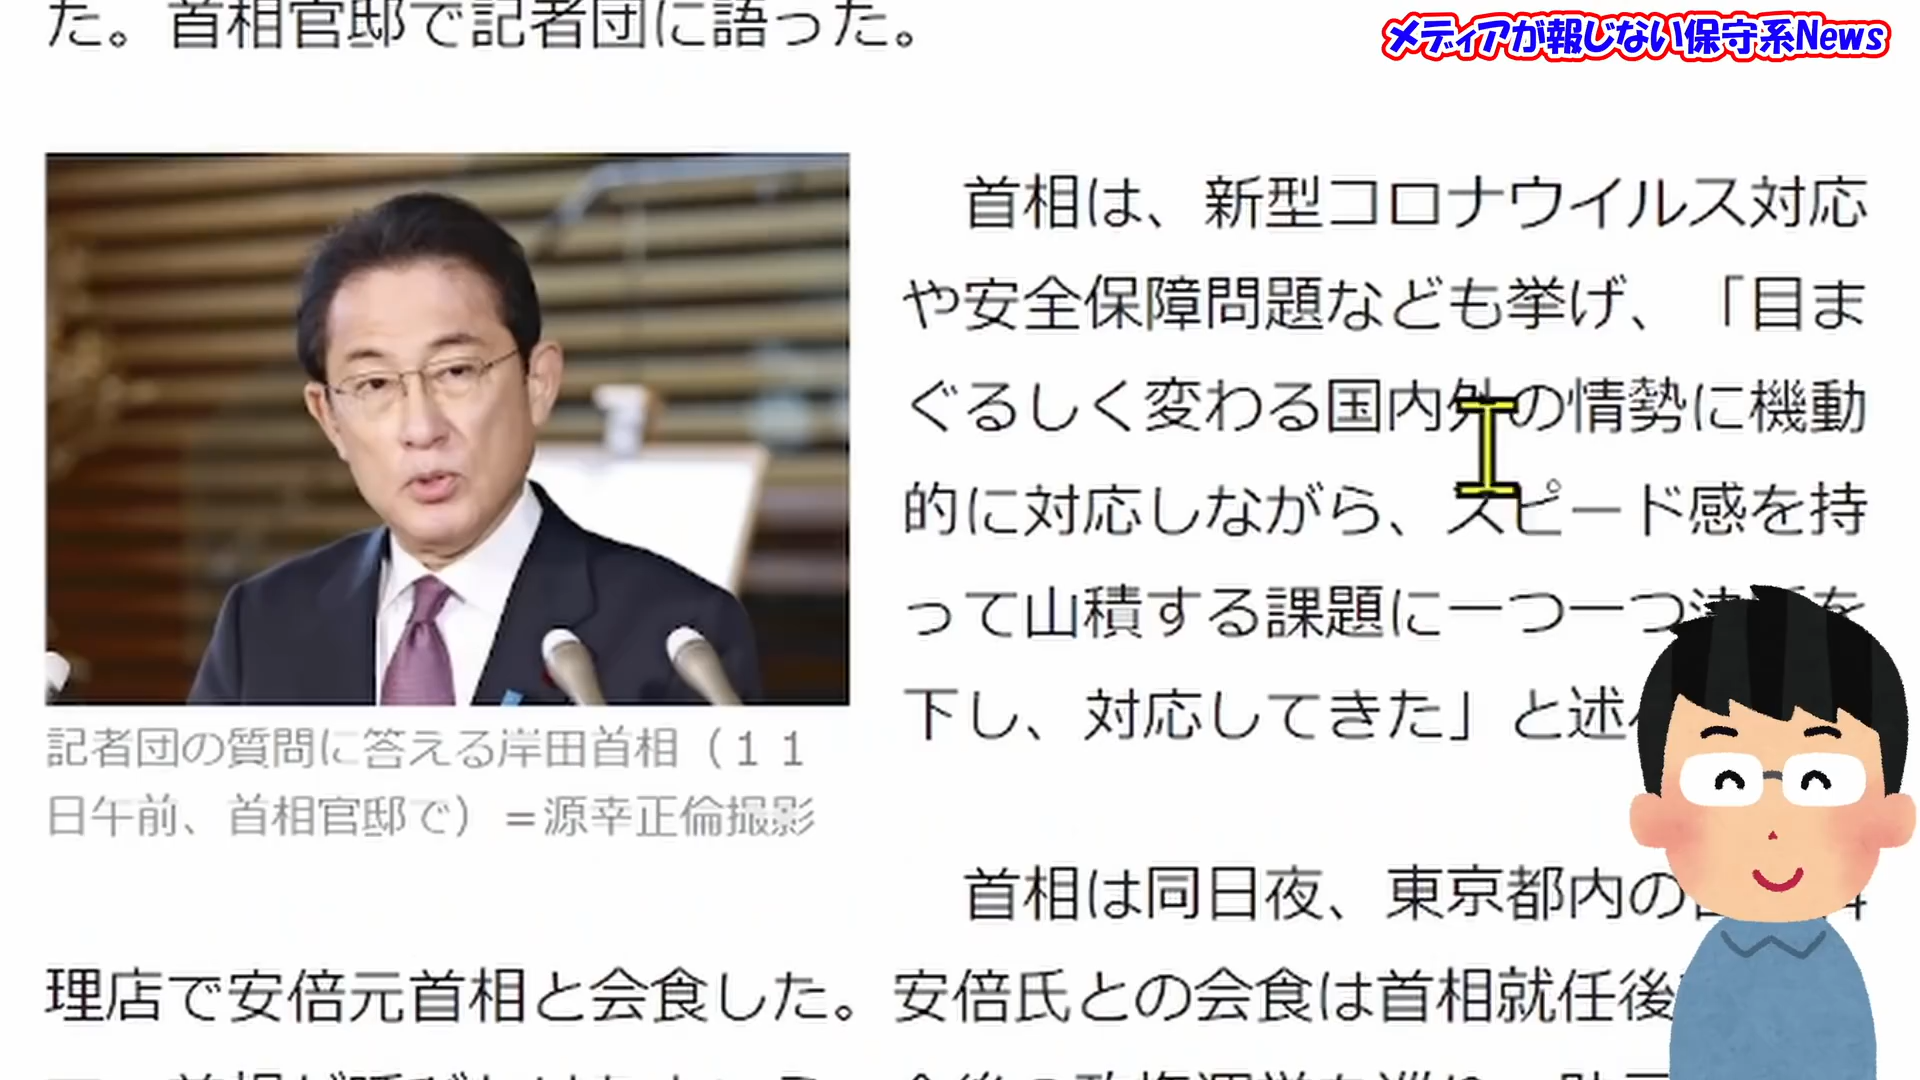 た。首相官邸で記者団に語った。
メディアが報じない保守系News
首相は、新型コロナウイルス対応
や安全保障問題なども挙げ、「目ま
ぐるしく変わる国内外の情勢に機動
的に対応しながら、スピード感を持
って山積する課題に一つ一つ
下し、対応してきた」と述
記者団の質問に答える岸田首相（１１
日午前、首相官邸で）＝源幸正倫撮影
首相は同日夜、東京都内の
理店で安倍元首相と会食した。安倍氏との会食は首相就任後